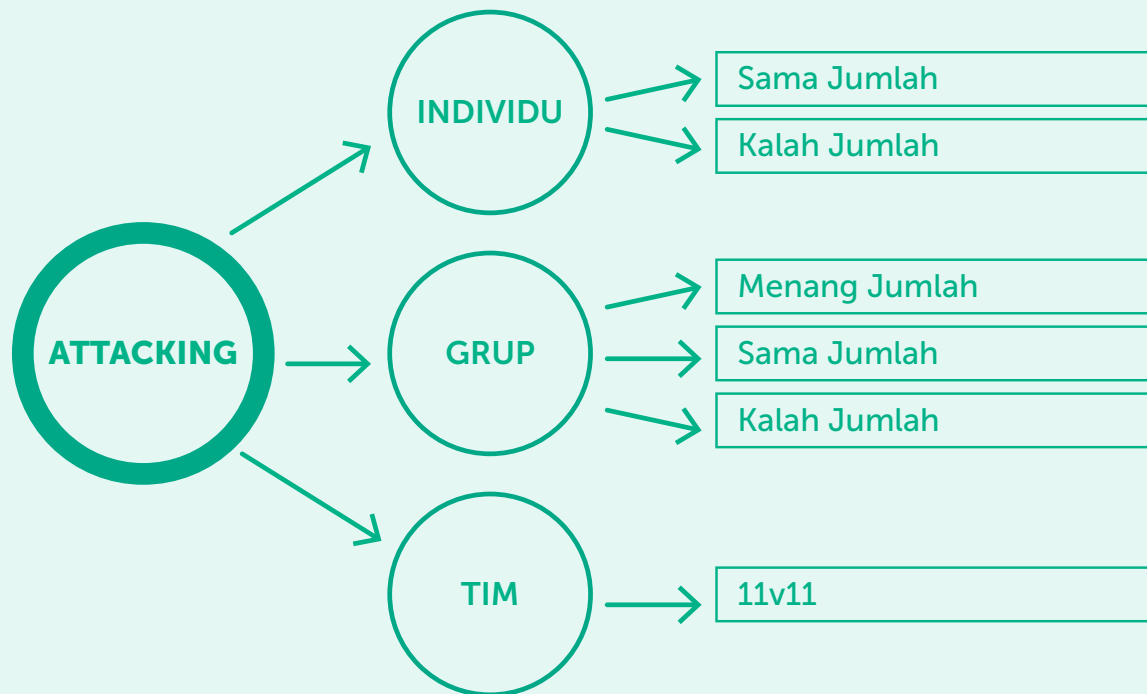 ATTACKING
INDIVIDU
Sama Jumlah
Kalah Jumlah
GRUP
Menang Jumlah
Sama Jumlah
Kalah Jumlah
TIM
11v11